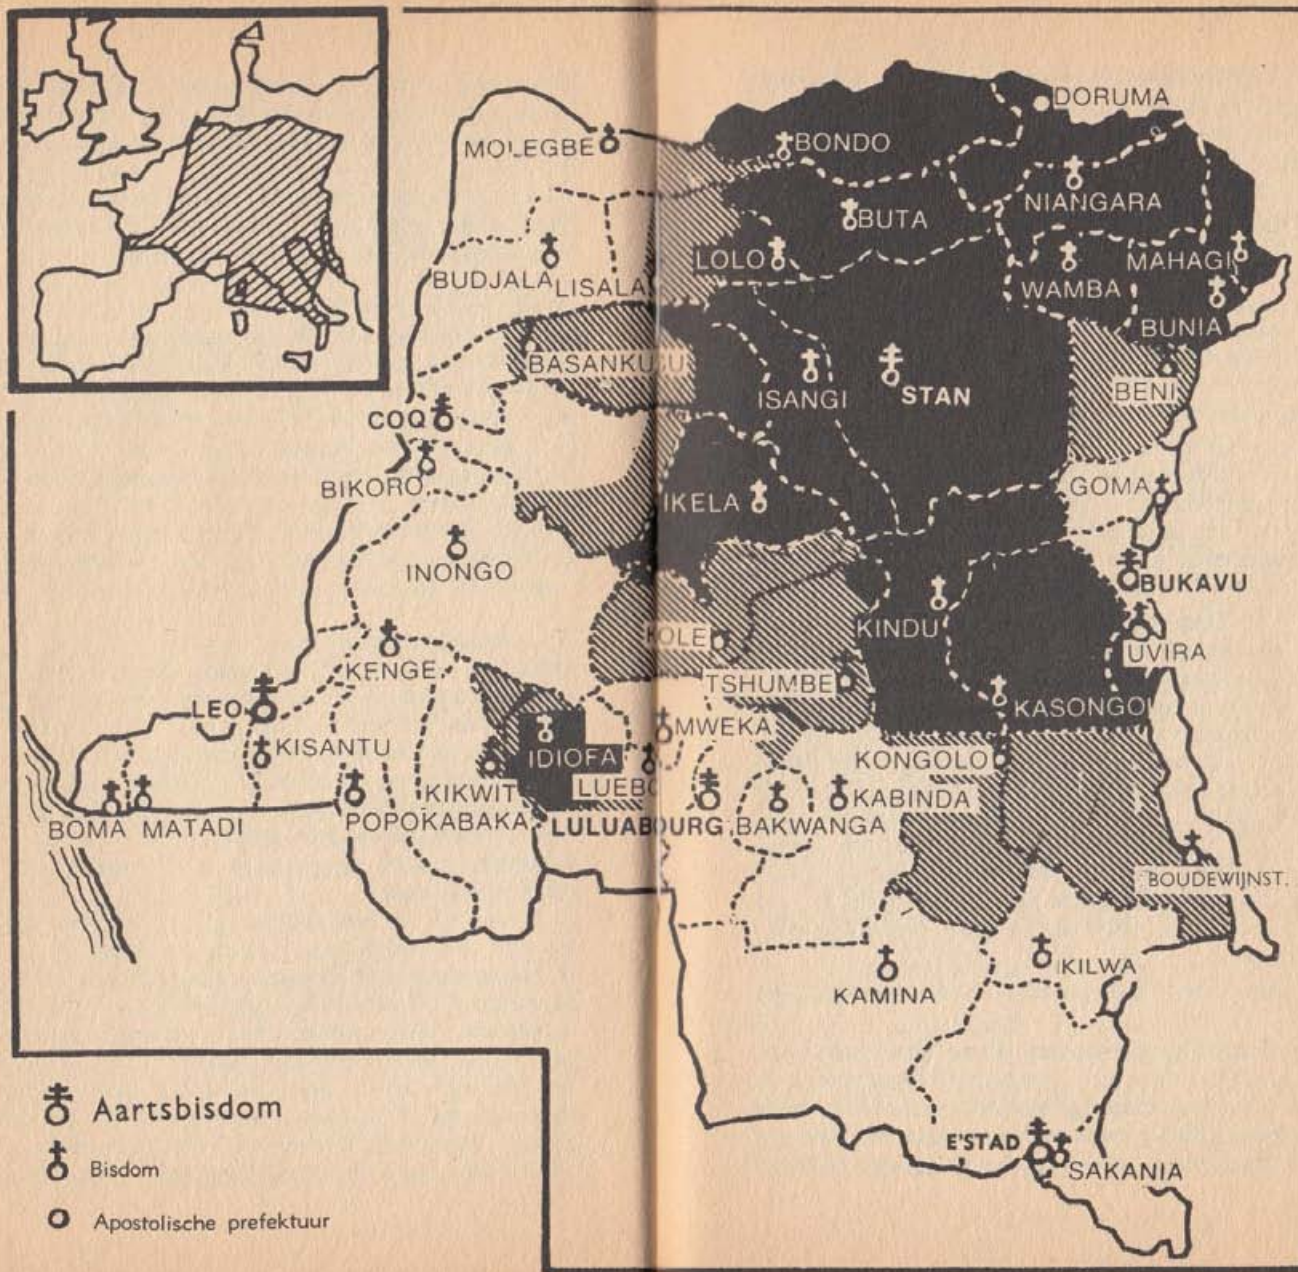 DORUMA
MOLEGBE
BONDO
NIANGARA
BUTA
LOLO
MAHAGI
BUDJALA
LISALA
WAMBA
BUNIA
BASANKUSU
ISANGI
STAN
BENI
COQ
BIKORO
IKELA
GOMA
INONGO
BUKAVU
KINDU
KOLE
UVIRA
KENGE
TSHUMBE
LEO
KASONGO
MWEKA
KISANTU
IDIOFA
KONGOLO
KIKWIT
LUEBO
KABINDA
BOMA
MATADI
POPOKABAKA
LULUABOURG
BAKWANGA
BOUDEWIJNST.
KILWA
KAMINA
Aartsbisdom
E'STAD
Bisdom
SAKANIA
Apostolische prefektuur